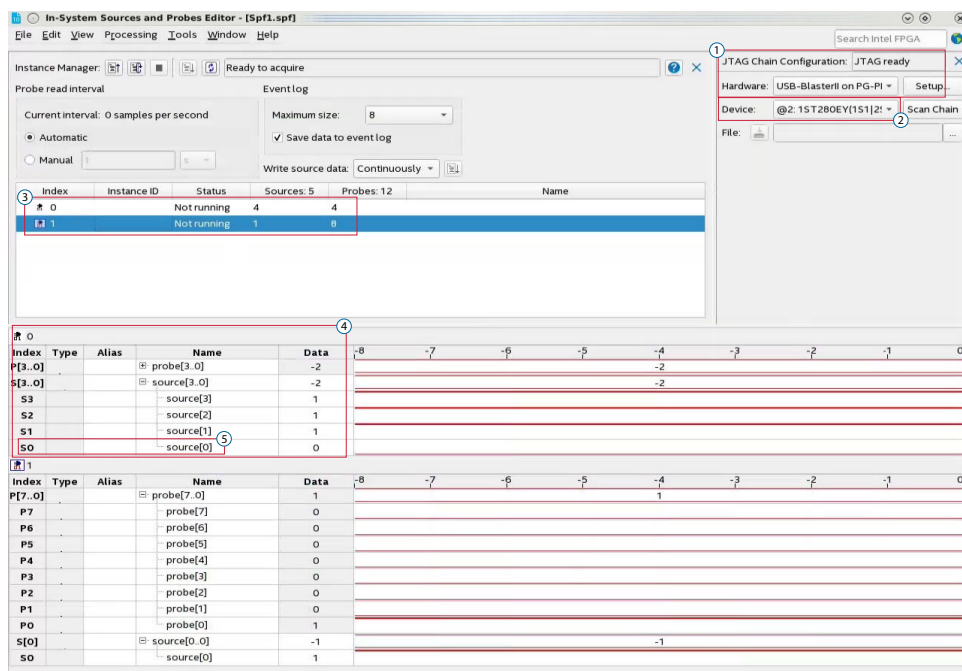 In-System Sources and Probes Editor - [Spf1.spf]
File Edit View Processing Tools Window Help
Search Intel FPGA
Instance Manager: Ready to acquire
Probe read interval
Event log
Current interval: 0 samples per second
Maximum size: 8
Automatic
Save data to event log
Manual 1 s
Write source data: Continuously
1
JTAG Chain Configuration: JTAG ready
Hardware: USB-BlasterII on PG-PI Setup...
Device: @2: 1ST280EY(1S1|2! Scan Chain
2
File: ...
3
Index Instance ID Status Sources: 5 Probes: 12 Name
0 Not running 4 4
1 Not running 1 8
4
0
Index Type Alias Name Data -8 -7 -6 -5 -4 -3 -2 -1 0
P[3..0] probe[3..0] -2 -2
S[3..0] source[3..0] -2 -2
S3 source[3] 1
S2 source[2] 1
S1 source[1] 1
5
S0 source[0] 0
1
Index Type Alias Name Data -8 -7 -6 -5 -4 -3 -2 -1 0
P[7..0] probe[7..0] 1 1
P7 probe[7] 0
P6 probe[6] 0
P5 probe[5] 0
P4 probe[4] 0
P3 probe[3] 0
P2 probe[2] 0
P1 probe[1] 0
P0 probe[0] 1
S[0] source[0..0] -1 -1
S0 source[0] 1